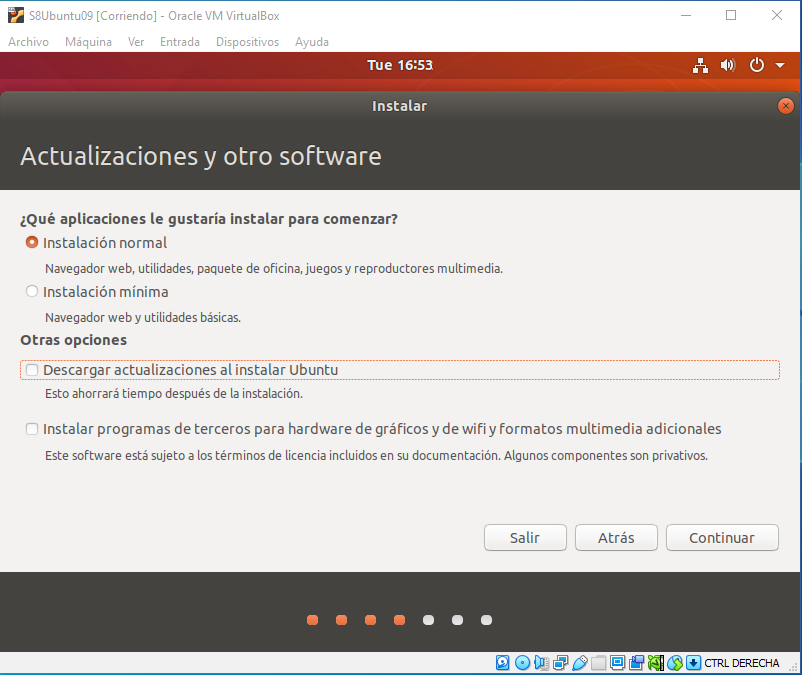 S8Ubuntu09 [Corriendo] - Oracle VM VirtualBox
Archivo Máquina Ver Entrada Dispositivos Ayuda
Tue 16:53
Instalar
Actualizaciones y otro software
¿Qué aplicaciones le gustaría instalar para comenzar?
Instalación normal
Navegador web, utilidades, paquete de oficina, juegos y reproductores multimedia.
Instalación mínima
Navegador web y utilidades básicas.
Otras opciones
Descargar actualizaciones al instalar Ubuntu
Esto ahorrará tiempo después de la instalación.
Instalar programas de terceros para hardware de gráficos y de wifi y formatos multimedia adicionales
Este software está sujeto a los términos de licencia incluidos en su documentación. Algunos componentes son privativos.
Salir Atrás Continuar
CTRL DERECHA